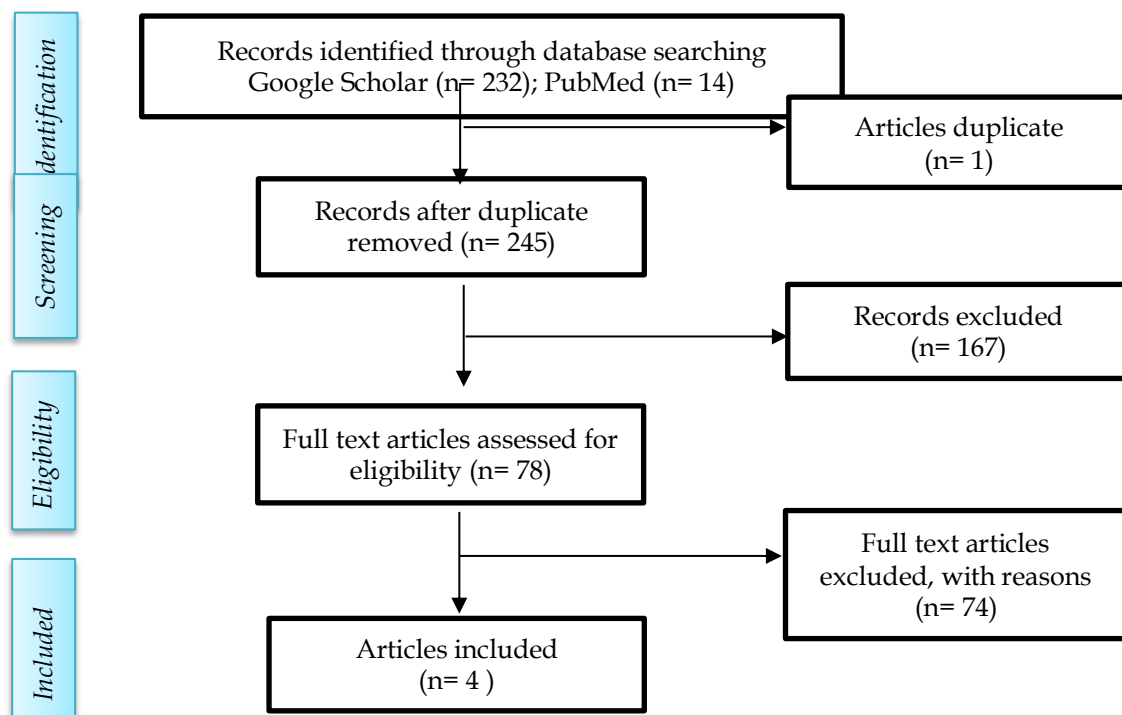 dentification
Records identified through database searching
Google Scholar (n= 232); PubMed (n= 14)
Articles duplicate
(n= 1)
Screening
Records after duplicate
removed (n= 245)
Records excluded
(n= 167)
Eligibility
Full text articles assessed for
eligibility (n= 78)
Full text articles
excluded, with reasons
(n= 74)
Included
Articles included
(n= 4 )